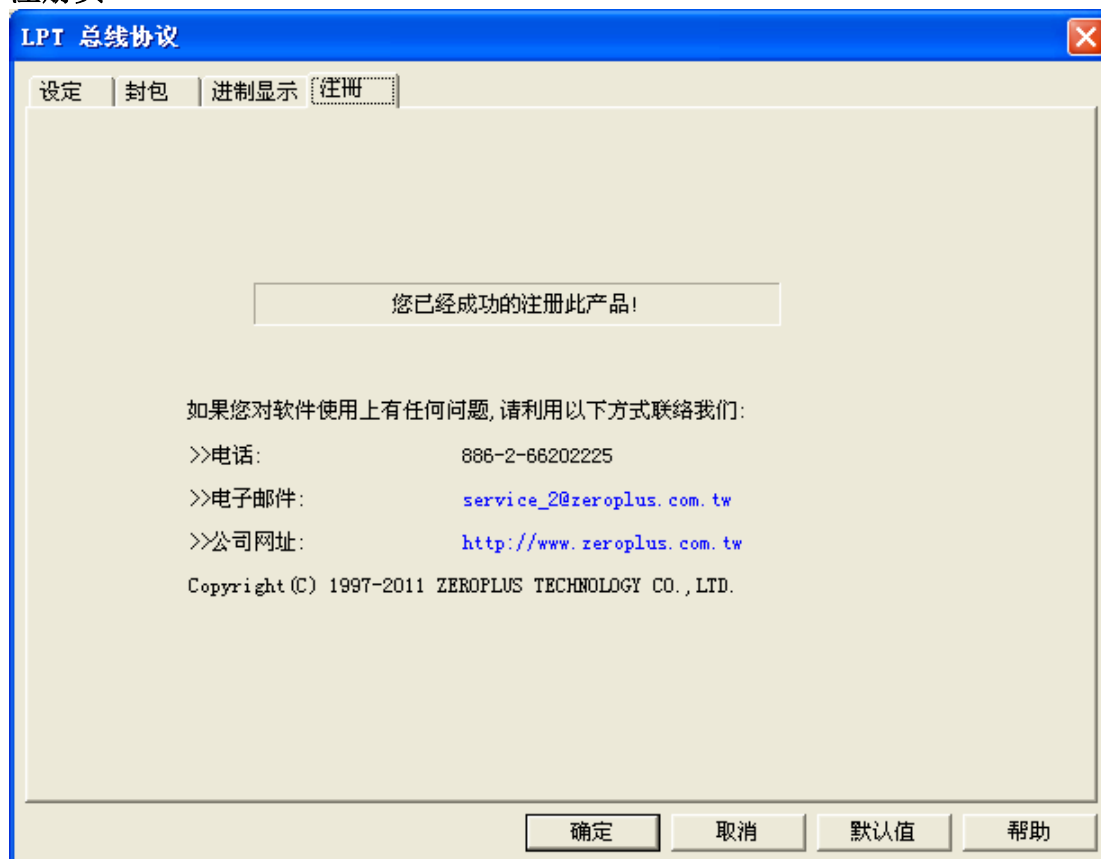 LPT 总线协议
设定 封包 进制显示 注册
您已经成功的注册此产品!
如果您对软件使用上有任何问题,请利用以下方式联络我们:
>>电话: 886-2-66202225
>>电子邮件: service_2@zeroplus.com.tw
>>公司网址: http://www.zeroplus.com.tw
Copyright(C) 1997-2011 ZEROPLUS TECHNOLOGY CO.,LTD.
确定 取消 默认值 帮助